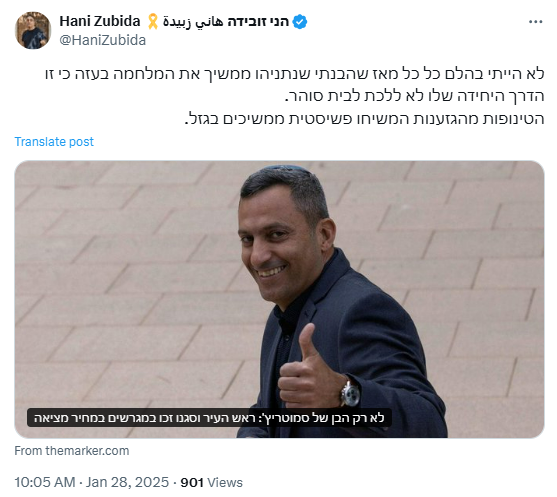 Hani Zubida הני זובידה هاني زبيدة
@HaniZubida
לא הייתי בהלם כל כל מאז שהבנתי שנתניהו ממשיך את המלחמה בעזה כי זו
הדרך היחידה שלו לא ללכת לבית סוהר.
הטינופות מהגזענות המשיחו פשיסטית ממשיכים בגזל.
Translate post
לא רק הבן של סמוטריץ': ראש העיר וסגנו זכו במגרשים במחיר מציאה
From themarker.com
10:05 AM · Jan 28, 2025 · 901 Views